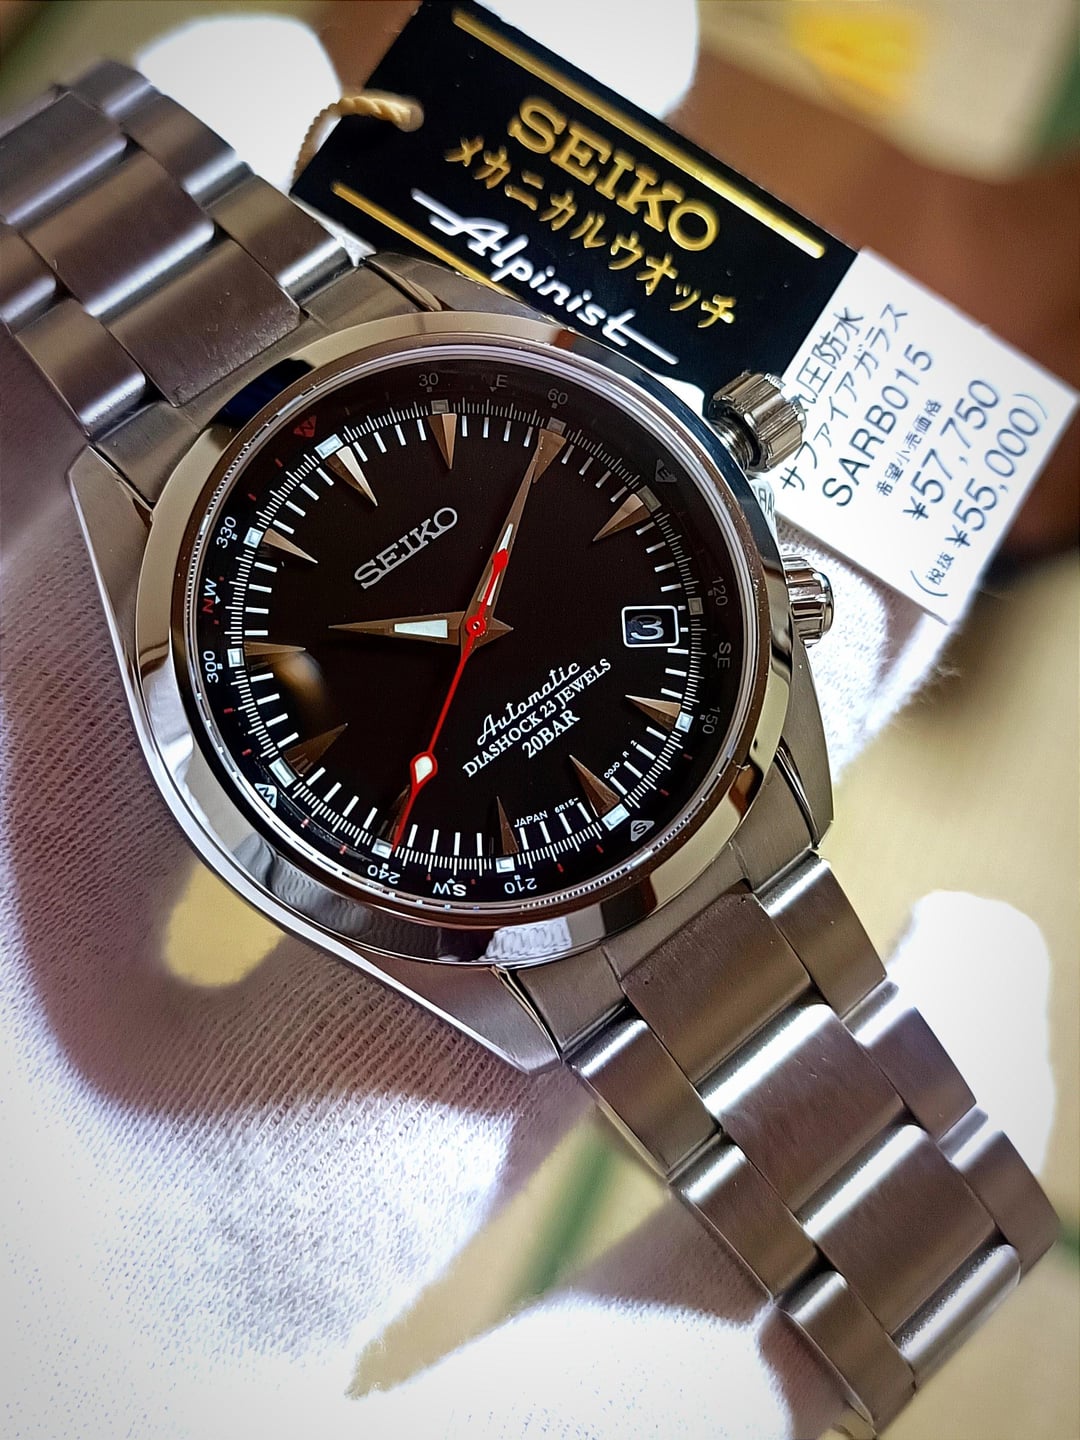 SEIKO
メカニカルウオッチ
Alpinist
気圧防水
サファイアガラス
SARB015
希望小売価格
¥57,750
(税抜 ¥55,000)
30
E
60
120
SE
150
S
210
SW
240
W
300
NW
330
N
SEIKO
3
Automatic
DIASHOCK 23 JEWELS
20BAR
JAPAN 6R15-